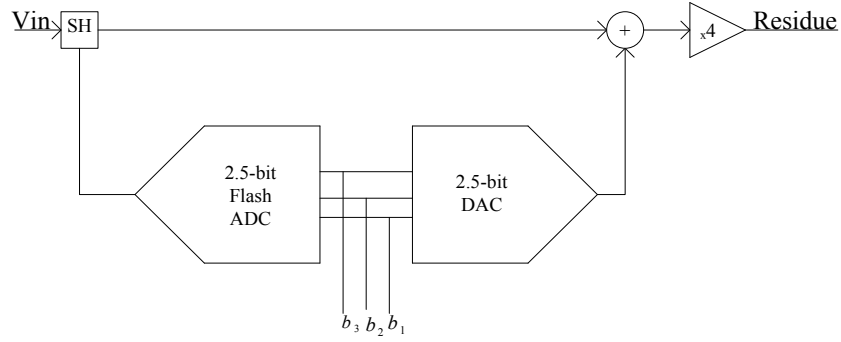 Vin SH + x4 Residue
2.5-bit
Flash
ADC
2.5-bit
DAC
b3 b2 b1